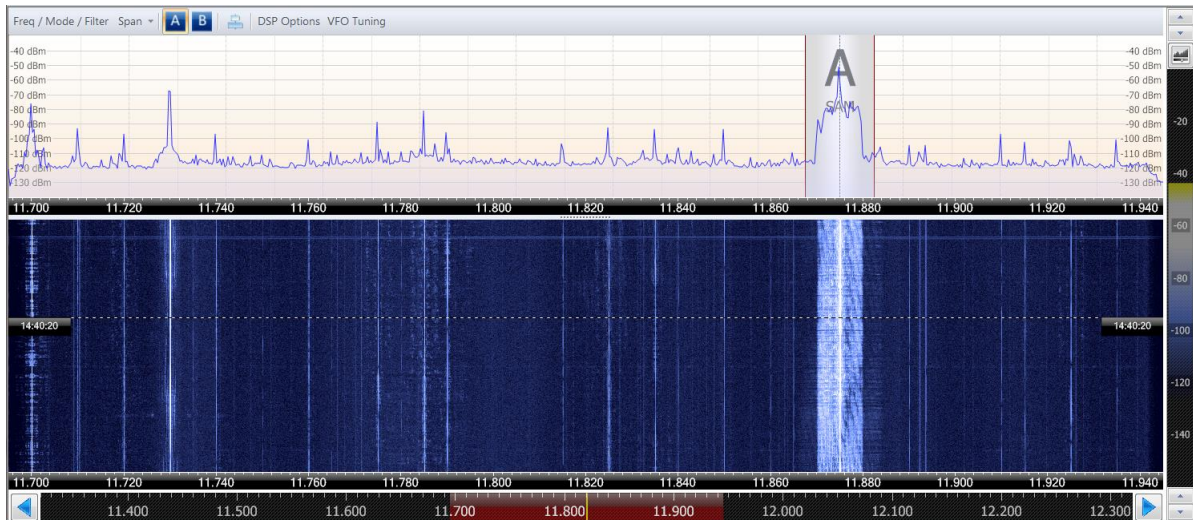 Freq / Mode / Filter Span A B DSP Options VFO Tuning
-40 dBm -40 dBm
-50 dBm -50 dBm
-60 dBm A -60 dBm
-70 dBm -70 dBm
-80 dBm SAM -80 dBm
-90 dBm -90 dBm
-100 dBm -100 dBm
-110 dBm -110 dBm
-120 dBm -120 dBm
-130 dBm -130 dBm
11.700 11.720 11.740 11.760 11.780 11.800 11.820 11.840 11.860 11.880 11.900 11.920 11.940
14:40:20 14:40:20
11.700 11.720 11.740 11.760 11.780 11.800 11.820 11.840 11.860 11.880 11.900 11.920 11.940
11.400 11.500 11.600 11.700 11.800 11.900 12.000 12.100 12.200 12.300
-20
-40
-60
-80
-100
-120
-140